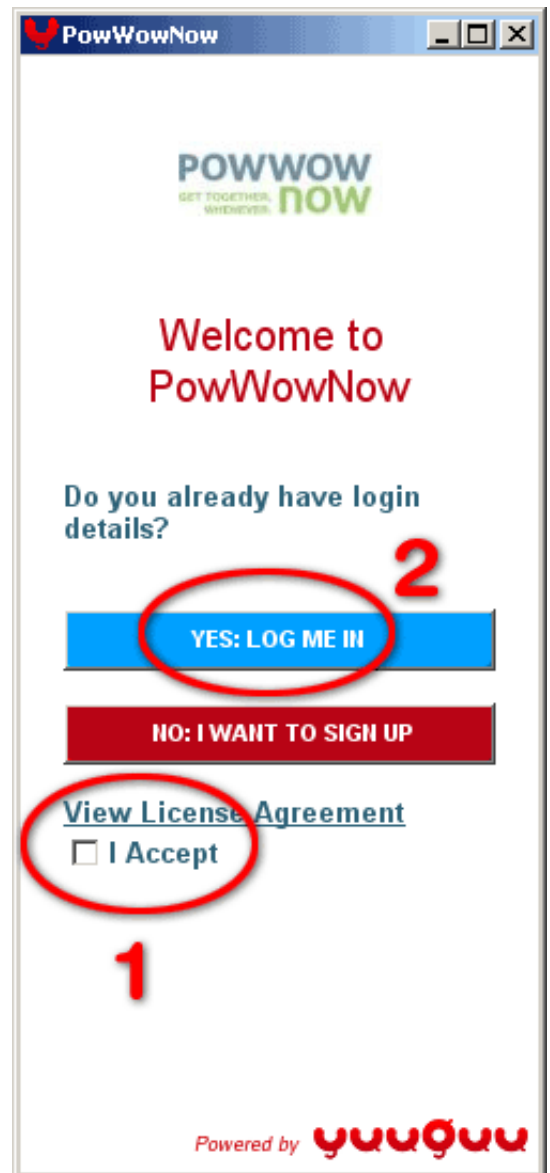 PowWowNow
POWWOW
GET TOGETHER, NOW
WHENEVER.
Welcome to
PowWowNow
Do you already have login
details?
2
YES: LOG ME IN
NO: I WANT TO SIGN UP
View License Agreement
I Accept
1
Powered by yuuguu